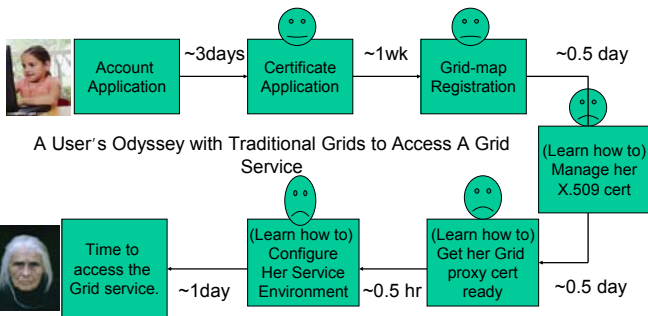 Account
Application
~3days
Certificate
Application
~1wk
Grid-map
Registration
~0.5 day
A User's Odyssey with Traditional Grids to Access A Grid
Service
(Learn how to)
Manage her
X.509 cert
~0.5 day
(Learn how to)
Get her Grid
proxy cert
ready
~0.5 hr
(Learn how to)
Configure
Her Service
Environment
~1day
Time to
access the
Grid service.